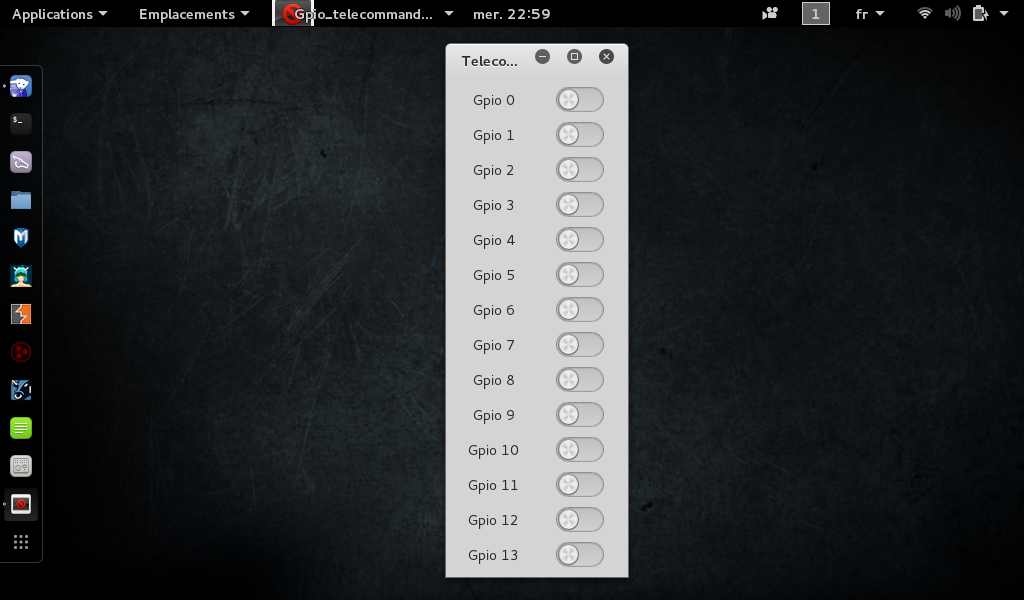 Applications Emplacements Gpio_telecommand... mer. 22:59 1 fr
Teleco...
Gpio 0
Gpio 1
Gpio 2
Gpio 3
Gpio 4
Gpio 5
Gpio 6
Gpio 7
Gpio 8
Gpio 9
Gpio 10
Gpio 11
Gpio 12
Gpio 13